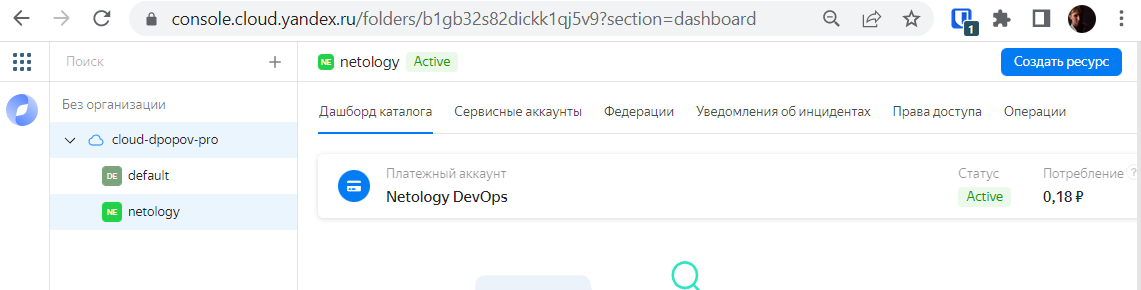 console.cloud.yandex.ru/folders/b1gb32s82dickk1qj5v9?section=dashboard
1
Поиск
NE netology Active
Создать ресурс
Без организации
cloud-dpopov-pro
DE default
NE netology
Дашборд каталога Сервисные аккаунты Федерации Уведомления об инцидентах Права доступа Операции
Платежный аккаунт Статус Потребление ?
Netology DevOps Active 0,18 ₽